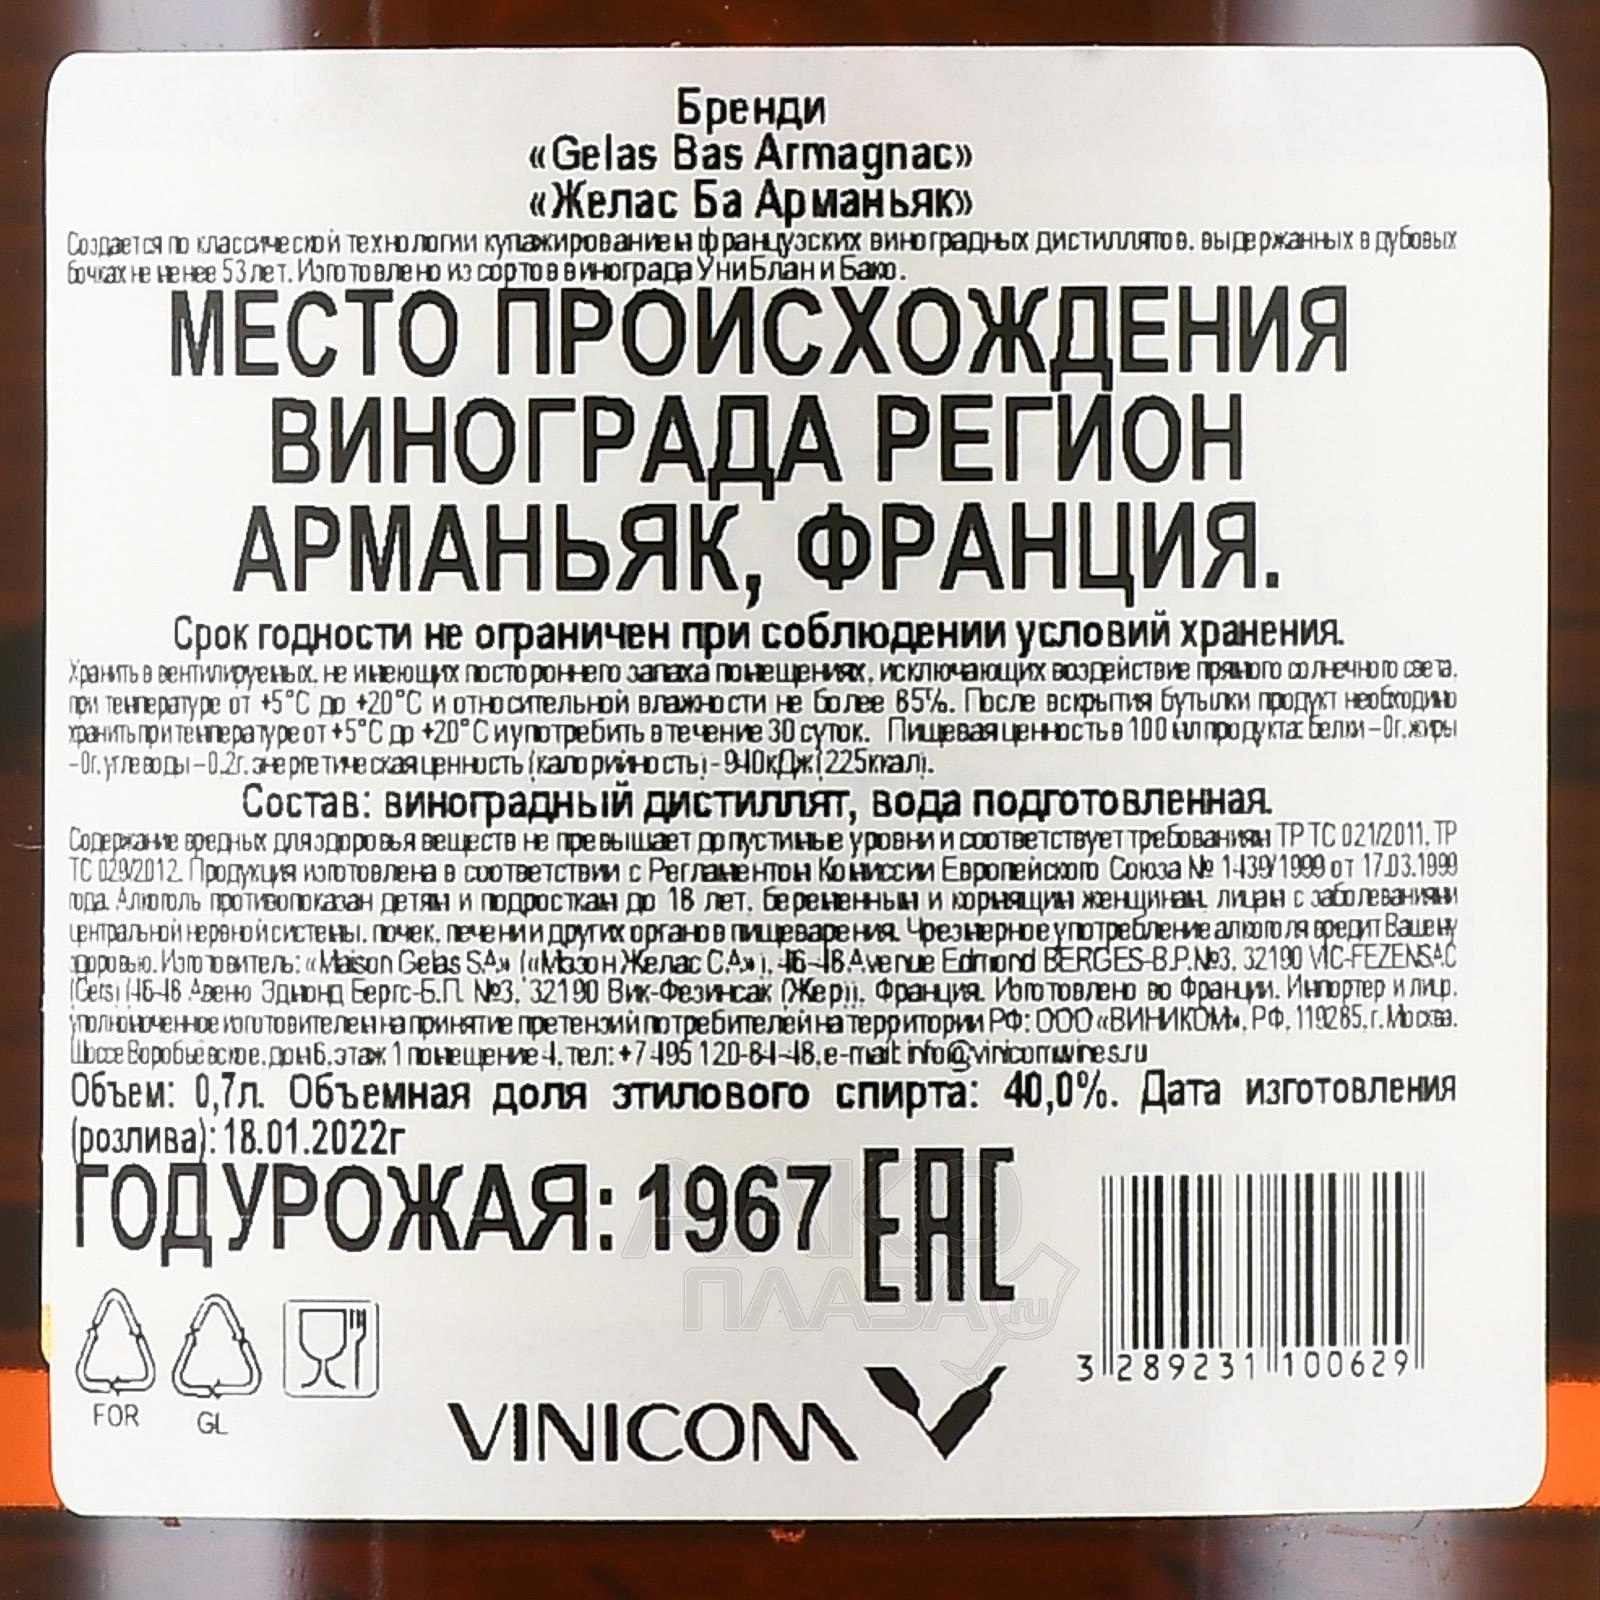 Бренди
«Gelas Bas Armagnac»
«Желас Ба Арманьяк»
Создается по классической технологии купажированием французских виноградных дистиллятов, выдержанных в дубовых
бочках не менее 53 лет. Изготовлено из сортов винограда Уни Блан и Бако.
МЕСТО ПРОИСХОЖДЕНИЯ
ВИНОГРАДА РЕГИОН
АРМАНЬЯК, ФРАНЦИЯ.
Срок годности не ограничен при соблюдении условий хранения.
Хранить в вентилируемых, не имеющих постороннего запаха помещениях, исключающих воздействие прямого солнечного света,
при температуре от +5°С до +20°С и относительной влажности не более 85%. После вскрытия бутылки продукт необходимо
хранить при температуре от +5°С до +20°С и употребить в течение 30 суток. Пищевая ценность в 100 мл продукта: Белки – 0г, жиры
– 0г, углеводы – 0.2г, энергетическая ценность (калорийность) - 940кДж (225ккал).
Состав: виноградный дистиллят, вода подготовленная.
Содержание вредных для здоровья веществ не превышает допустимые уровни и соответствует требованиям ТР ТС 021/2011, ТР
ТС 029/2012. Продукция изготовлена в соответствии с Регламентом Комиссии Европейского Союза № 1439/1999 от 17.03.1999
года. Алкоголь противопоказан детям и подросткам до 18 лет, беременным и кормящим женщинам, лицам с заболеваниями
центральной нервной системы, почек, печени и других органов пищеварения. Чрезмерное употребление алкоголя вредит Вашему
здоровью. Изготовитель: «Maison Gelas S.A» («Мэзон Желас С.А»), 46-48 Avenue Edmond BERGES-B.P.№3, 32190 VIC-FEZENSAC
(Gers) (46-48 Авеню Эдмонд Бергс-Б.П. №3, 32190 Вик-Фезинсак (Жер)), Франция. Изготовлено во Франции. Импортер и лицо,
уполномоченное изготовителем на принятие претензий потребителей на территории РФ: ООО «ВИНИКОМ», РФ, 119285, г. Москва,
Шоссе Воробьевское, дом 6, этаж 1 помещение 4, тел: +7 495 120-84-48, e-mail: info@vinicomwines.ru
Объем: 0,7л. Объемная доля этилового спирта: 40,0%. Дата изготовления
(розлива): 18.01.2022г
ГОД УРОЖАЯ: 1967 ЕАС
АЛКО
ПЛАЗА.ru
3 289231 100629
FOR GL
VINICOM